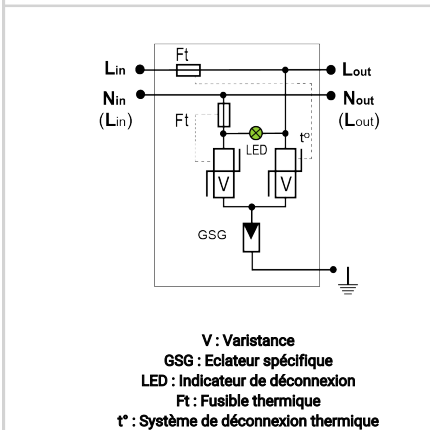 Ft
Lin Lout
Nin Nout
(Lin) Ft (Lout)
LED t°
V V
GSG
V : Varistance
GSG : Eclateur spécifique
LED : Indicateur de déconnexion
Ft : Fusible thermique
t° : Système de déconnexion thermique